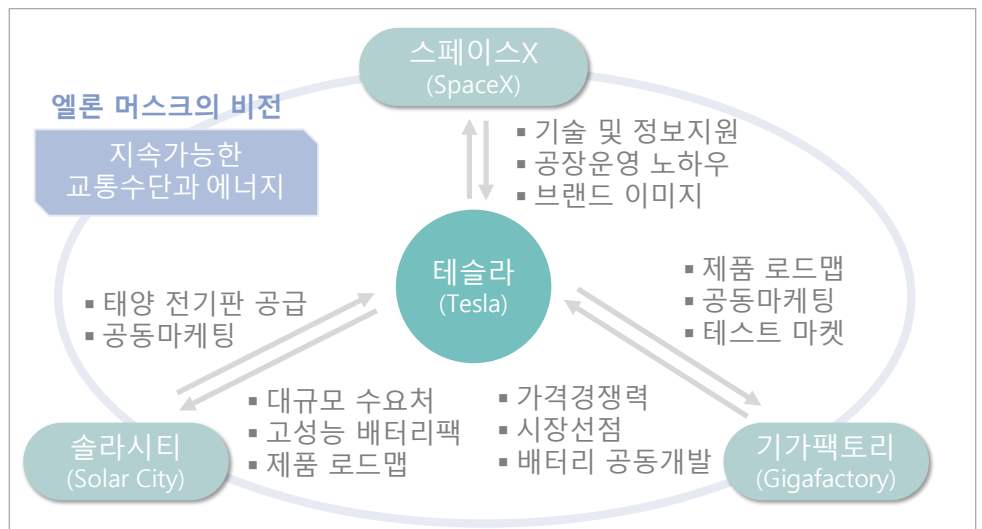 스페이스X
(SpaceX)
엘론 머스크의 비전
지속가능한
교통수단과 에너지
▪ 기술 및 정보지원
▪ 공장운영 노하우
▪ 브랜드 이미지
테슬라
(Tesla)
▪ 제품 로드맵
▪ 공동마케팅
▪ 테스트 마켓
▪ 태양 전기판 공급
▪ 공동마케팅
▪ 대규모 수요처
▪ 고성능 배터리팩
▪ 제품 로드맵
▪ 가격경쟁력
▪ 시장선점
▪ 배터리 공동개발
솔라시티
(Solar City)
기가팩토리
(Gigafactory)